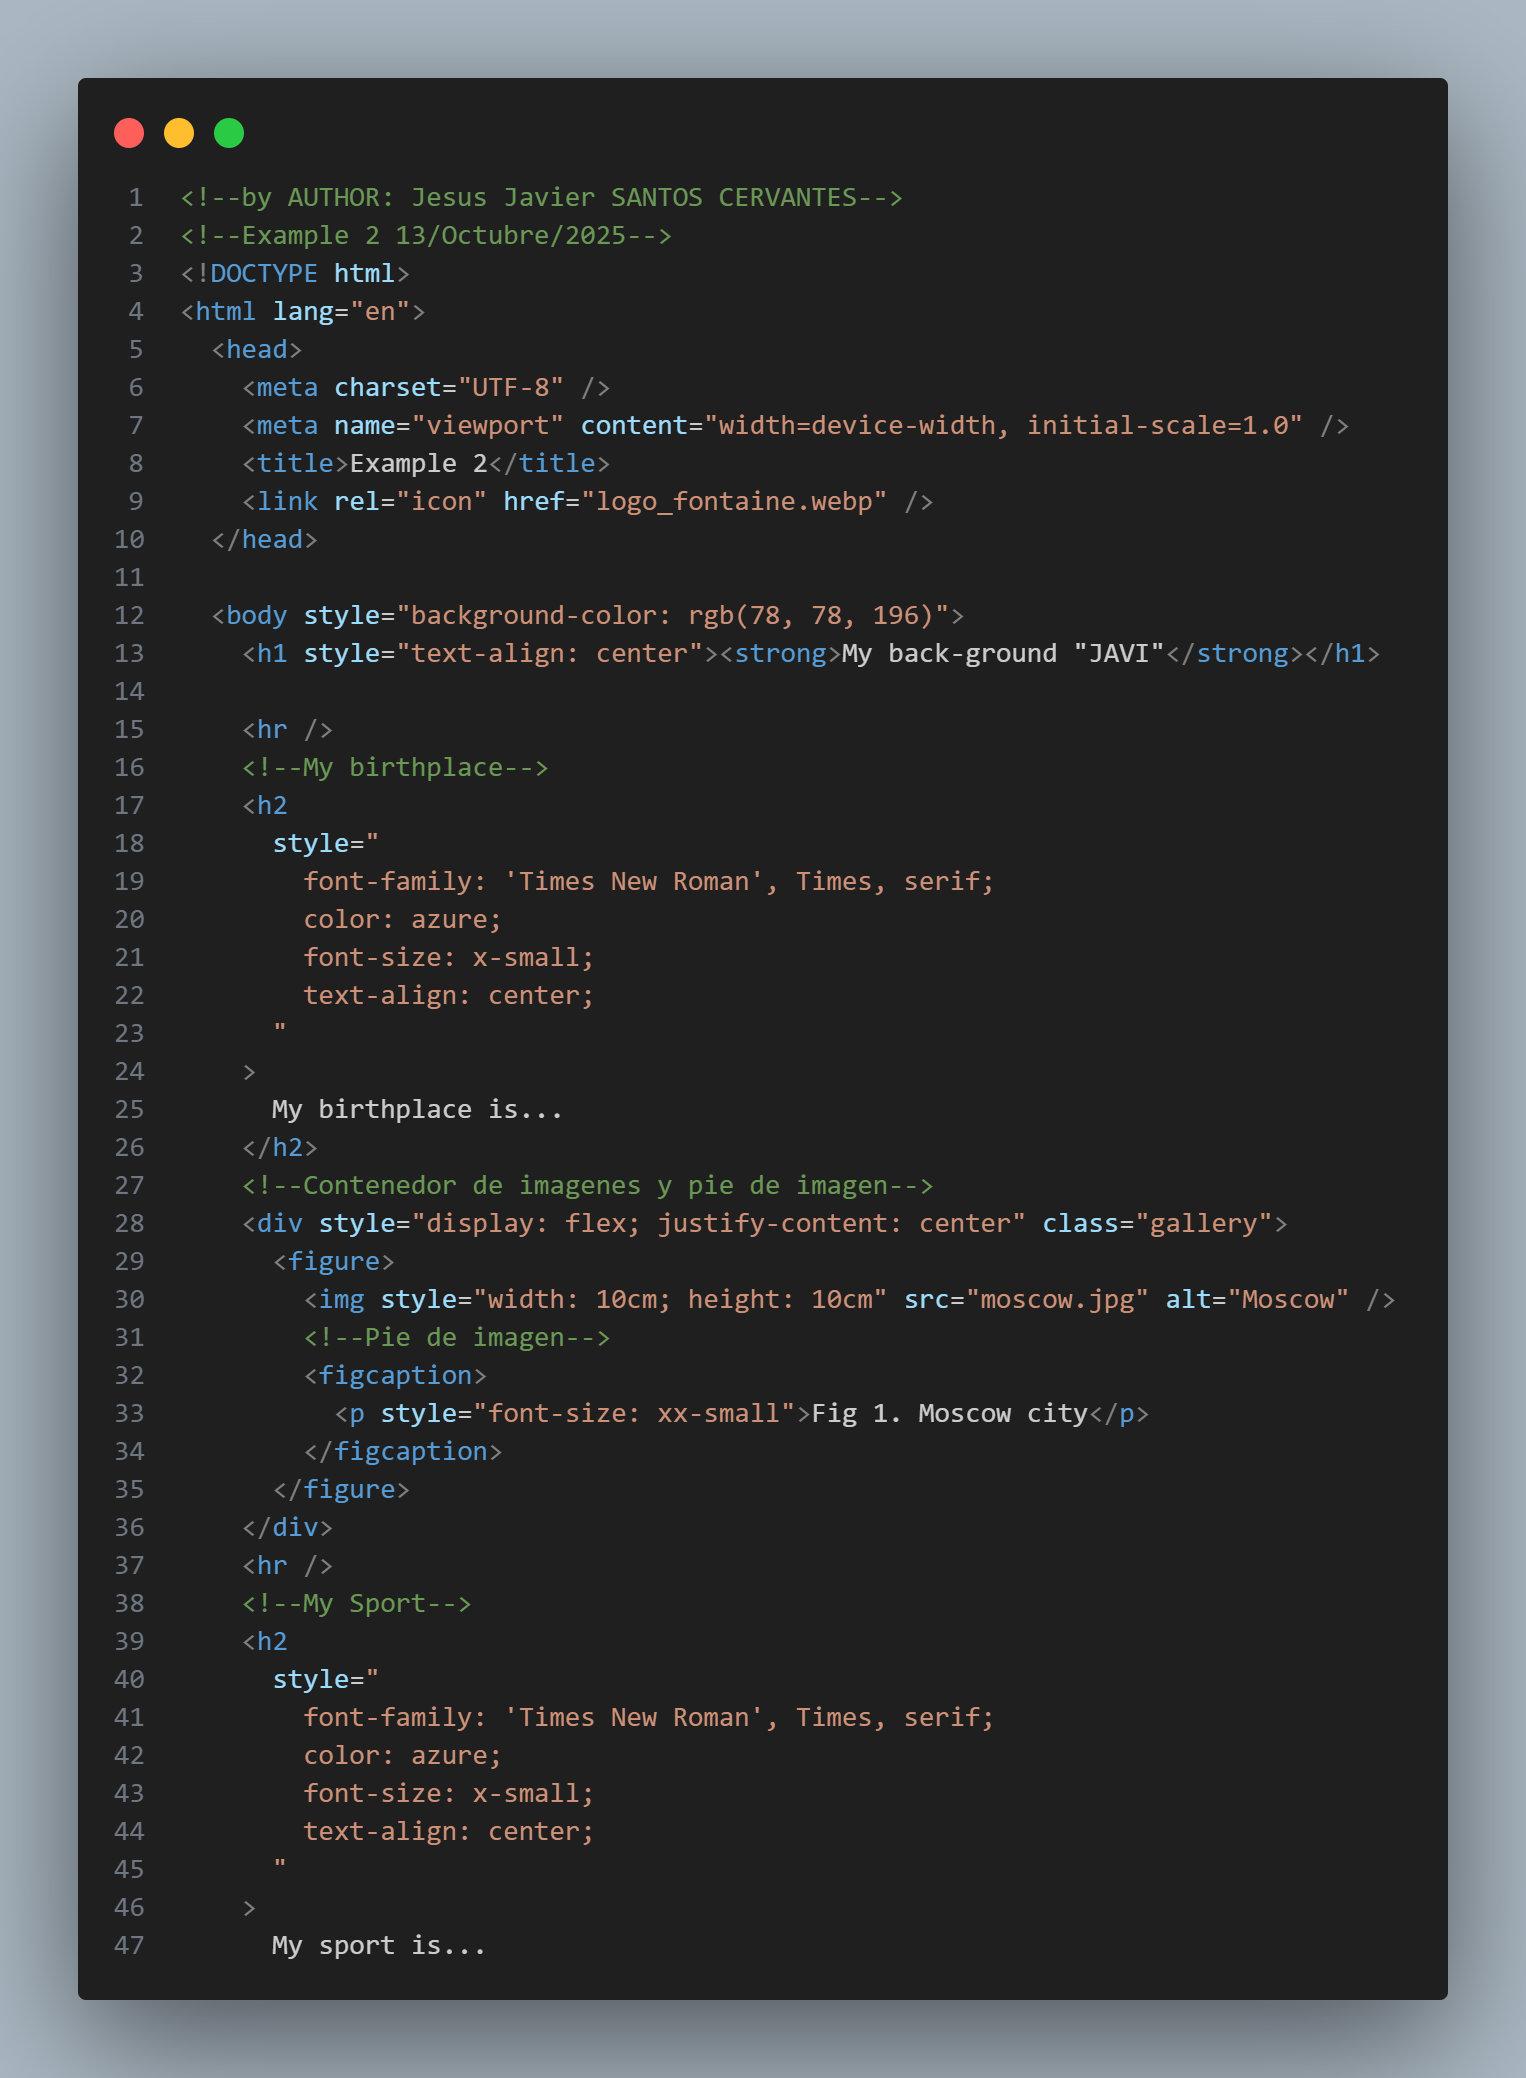 1 <!--by AUTHOR: Jesus Javier SANTOS CERVANTES-->
2 <!--Example 2 13/Octubre/2025-->
3 <!DOCTYPE html>
4 <html lang="en">
5   <head>
6     <meta charset="UTF-8" />
7     <meta name="viewport" content="width=device-width, initial-scale=1.0" />
8     <title>Example 2</title>
9     <link rel="icon" href="logo_fontaine.webp" />
10   </head>
11
12   <body style="background-color: rgb(78, 78, 196)">
13     <h1 style="text-align: center"><strong>My back-ground "JAVI"</strong></h1>
14
15     <hr />
16     <!--My birthplace-->
17     <h2
18       style="
19         font-family: 'Times New Roman', Times, serif;
20         color: azure;
21         font-size: x-small;
22         text-align: center;
23       "
24     >
25       My birthplace is...
26     </h2>
27     <!--Contenedor de imagenes y pie de imagen-->
28     <div style="display: flex; justify-content: center" class="gallery">
29       <figure>
30         <img style="width: 10cm; height: 10cm" src="moscow.jpg" alt="Moscow" />
31         <!--Pie de imagen-->
32         <figcaption>
33           <p style="font-size: xx-small">Fig 1. Moscow city</p>
34         </figcaption>
35       </figure>
36     </div>
37     <hr />
38     <!--My Sport-->
39     <h2
40       style="
41         font-family: 'Times New Roman', Times, serif;
42         color: azure;
43         font-size: x-small;
44         text-align: center;
45       "
46     >
47       My sport is...